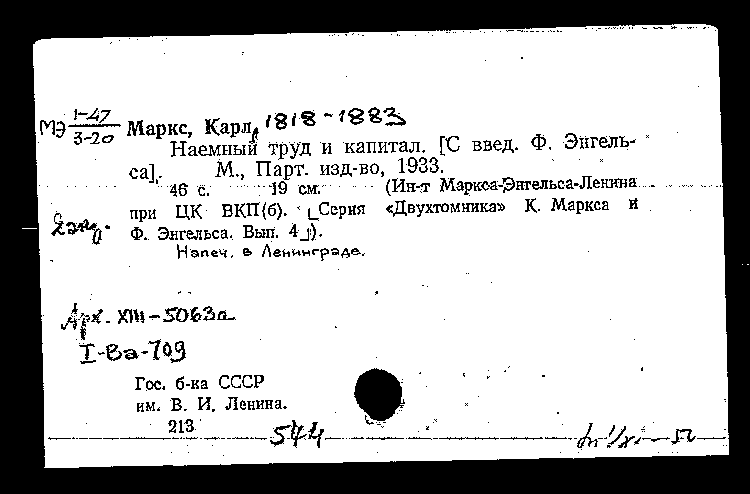 МЭ 1-47
3-20
Маркс, Карл, 1818-1883
Наемный труд и капитал. [С введ. Ф. Энгель-
са]. М., Парт. изд-во, 1933.
46 с. 19 см. (Ин-т Маркса-Энгельса-Ленина
при ЦК ВКП(б). [Серия «Двухтомника» К. Маркса и
2 экз. Ф. Энгельса. Вып. 4]).
Напеч. в Ленинграде.
Арх. XIII-5063а
I-Ва-709
Гос. б-ка СССР
им. В. И. Ленина.
213
544